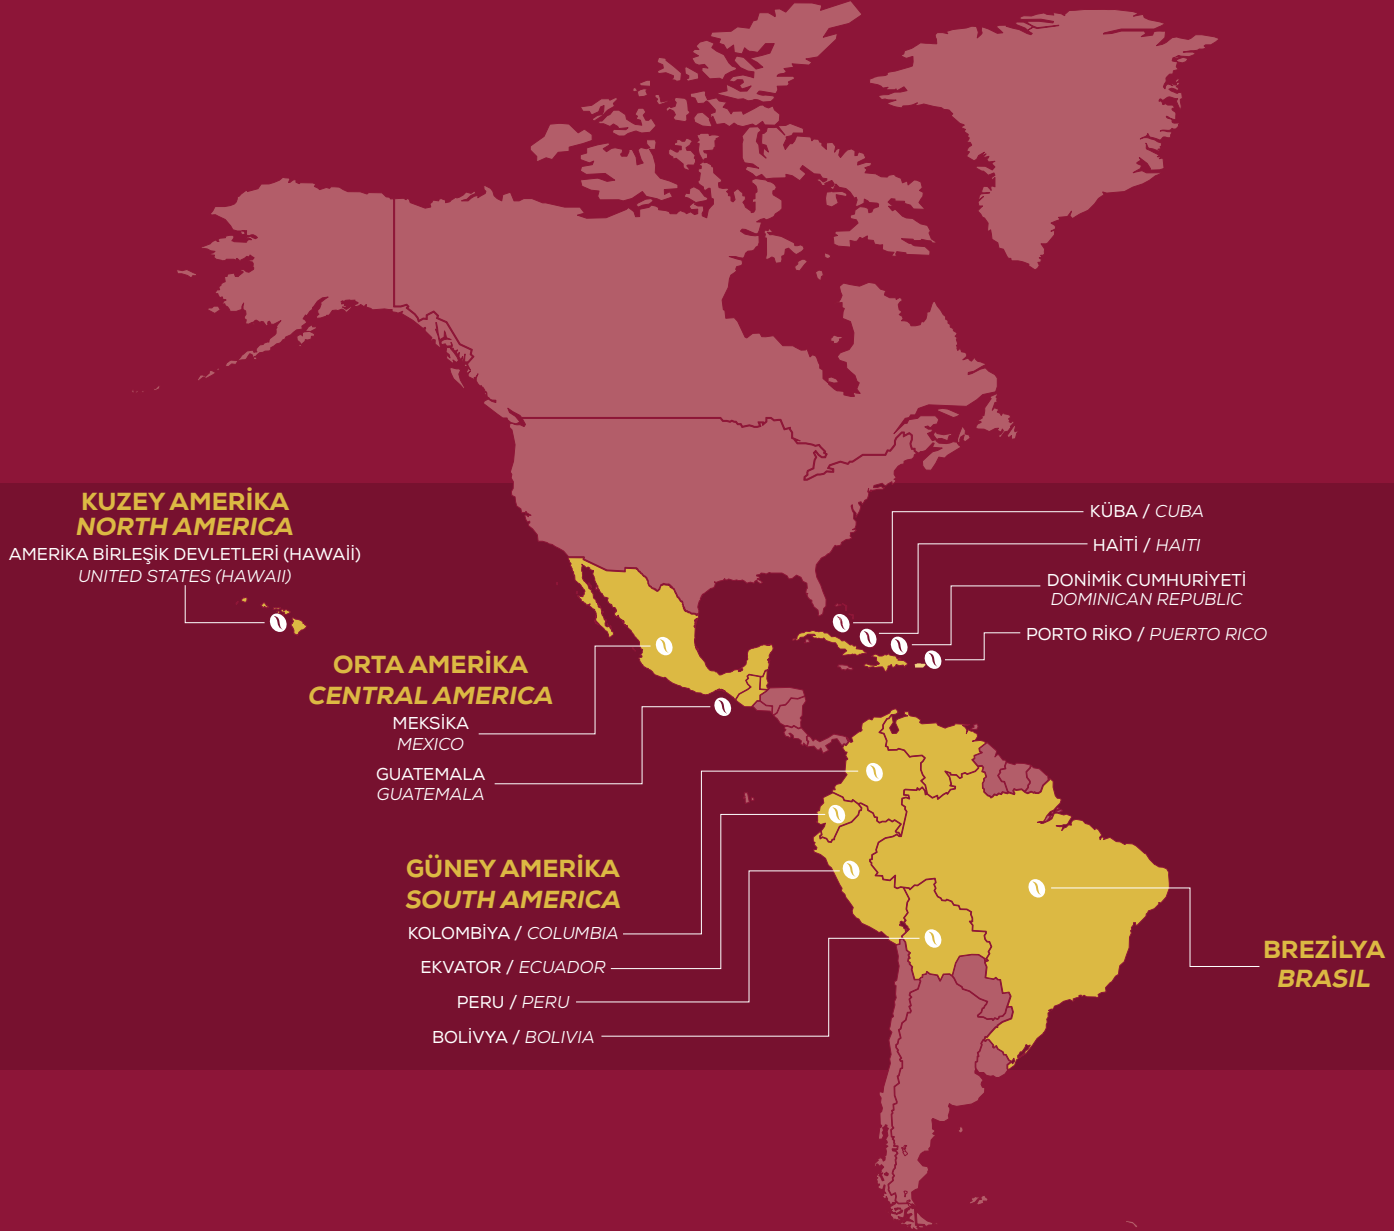 KUZEY AMERİKA
NORTH AMERICA
AMERİKA BİRLEŞİK DEVLETLERİ (HAWAİİ)
UNITED STATES (HAWAII)
ORTA AMERİKA
CENTRAL AMERICA
MEKSİKA
MEXICO
GUATEMALA
GUATEMALA
GÜNEY AMERİKA
SOUTH AMERICA
KOLOMBİYA / COLUMBIA
EKVATOR / ECUADOR
PERU / PERU
BOLİVYA / BOLIVIA
KÜBA / CUBA
HAİTİ / HAITI
DONİMİK CUMHURİYETİ
DOMINICAN REPUBLIC
PORTO RİKO / PUERTO RICO
BREZİLYA
BRASIL